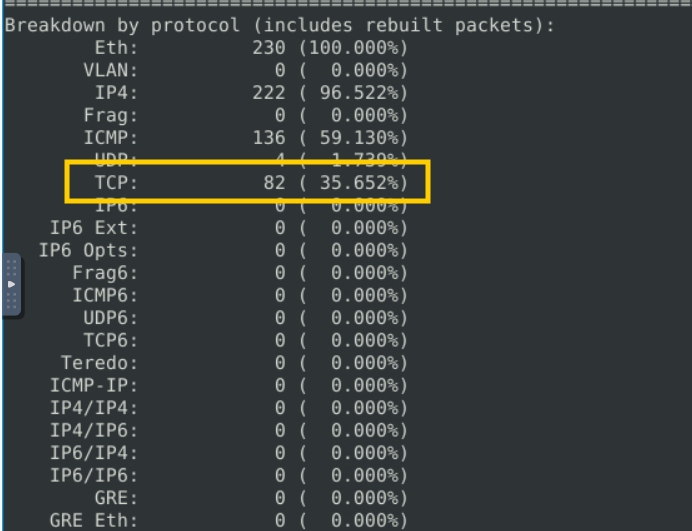 Breakdown by protocol (includes rebuilt packets):
Eth: 230 (100.000%)
VLAN: 0 ( 0.000%)
IP4: 222 ( 96.522%)
Frag: 0 ( 0.000%)
ICMP: 136 ( 59.130%)
UDP: 4 ( 1.739%)
TCP: 82 ( 35.652%)
IP6: 0 ( 0.000%)
IP6 Ext: 0 ( 0.000%)
IP6 Opts: 0 ( 0.000%)
Frag6: 0 ( 0.000%)
ICMP6: 0 ( 0.000%)
UDP6: 0 ( 0.000%)
TCP6: 0 ( 0.000%)
Teredo: 0 ( 0.000%)
ICMP-IP: 0 ( 0.000%)
IP4/IP4: 0 ( 0.000%)
IP4/IP6: 0 ( 0.000%)
IP6/IP4: 0 ( 0.000%)
IP6/IP6: 0 ( 0.000%)
GRE: 0 ( 0.000%)
GRE Eth: 0 ( 0.000%)